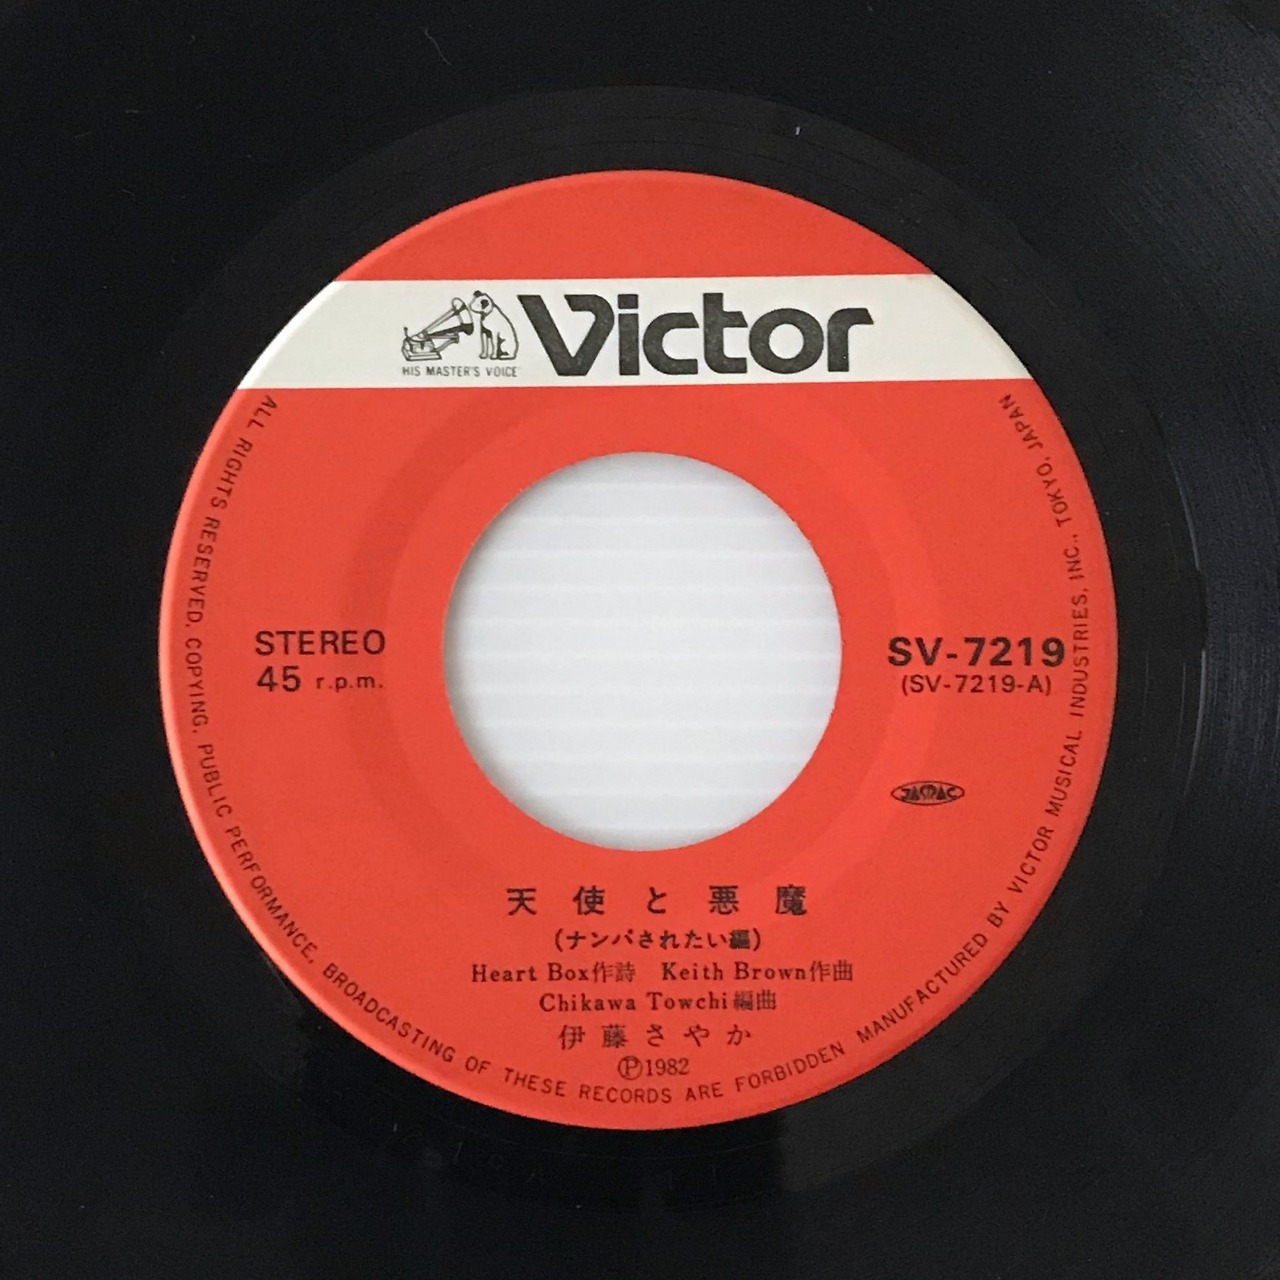 Victor
HIS MASTER'S VOICE
STEREO
45 r.p.m.
SV-7219
(SV-7219-A)
JASRAC
天使と悪魔
(ナンパされたい編)
Heart Box作詩 Keith Brown作曲
Chikawa Towchi編曲
伊藤さやか
Ⓟ1982
ALL RIGHTS RESERVED, COPYING, PUBLIC PERFORMANCE, BROADCASTING OF THESE RECORDS ARE FORBIDDEN MANUFACTURED BY VICTOR MUSICAL INDUSTRIES, INC., TOKYO, JAPAN